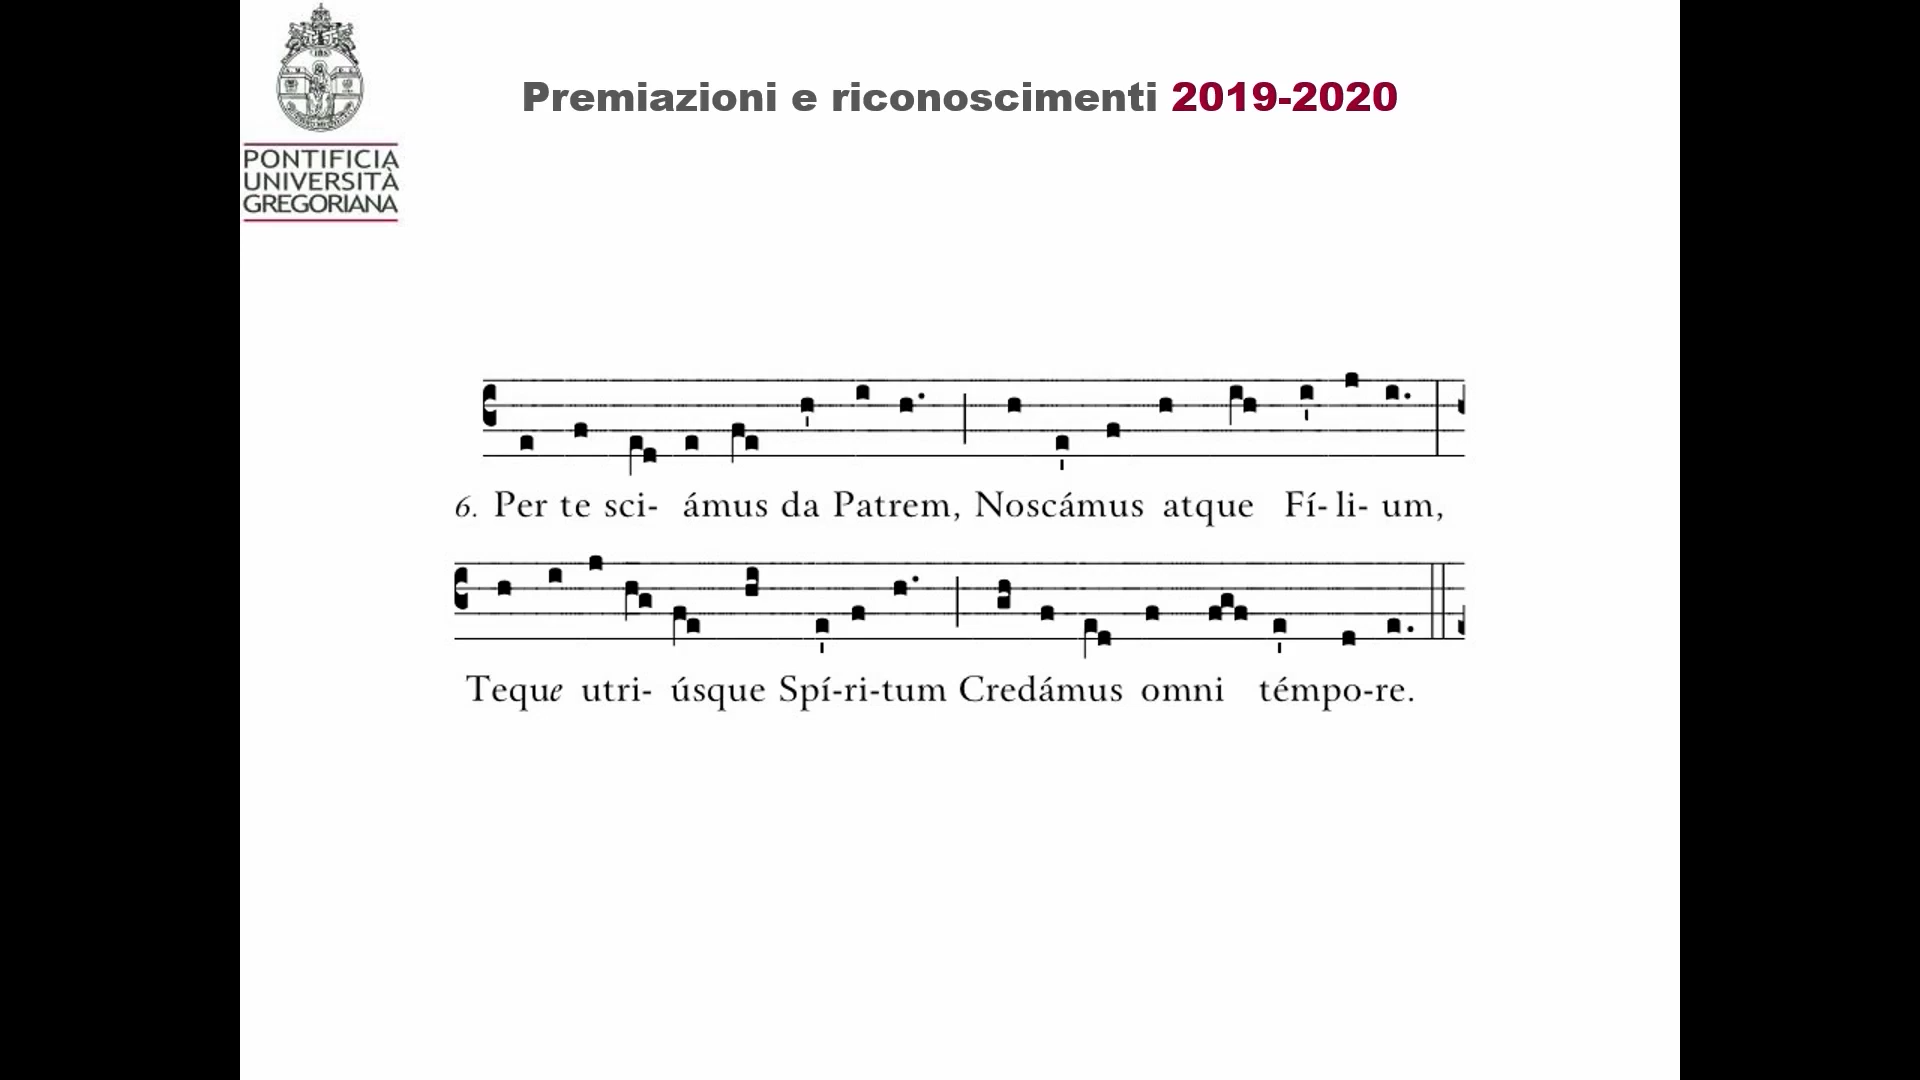 PONTIFICIA
UNIVERSITÀ
GREGORIANA
Premiazioni e riconoscimenti 2019-2020
6. Per te sci- ámus da Patrem, Noscámus atque Fí- li- um,
Teque utri- úsque Spí-ri-tum Credámus omni témpo-re.